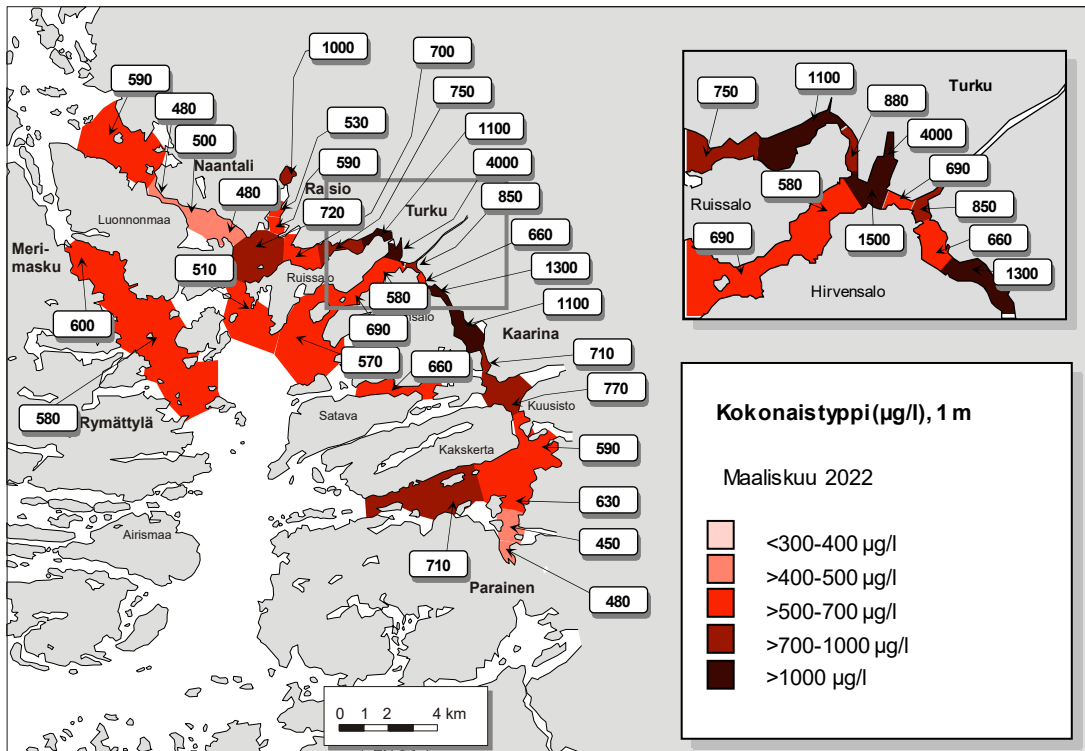 1000
700
590
750
480
530
500
1100
Naantali
590
4000
480
Raisio
850
720
Turku
Luonnonmaa
660
Meri-
masku
510
Ruissalo
1300
580
600
690
1100
570
Kaarina
660
710
580
Rymättylä
Satava
Kuusisto
770
Kakskerta
590
630
Airismaa
450
710
Parainen
480
0 1 2 4 km
1100
750
880
Turku
4000
580
690
Ruissalo
850
690
1500
660
Hirvensalo
1300
Kokonaistyppi (µg/l), 1 m
Maaliskuu 2022
<300-400 µg/l
>400-500 µg/l
>500-700 µg/l
>700-1000 µg/l
>1000 µg/l